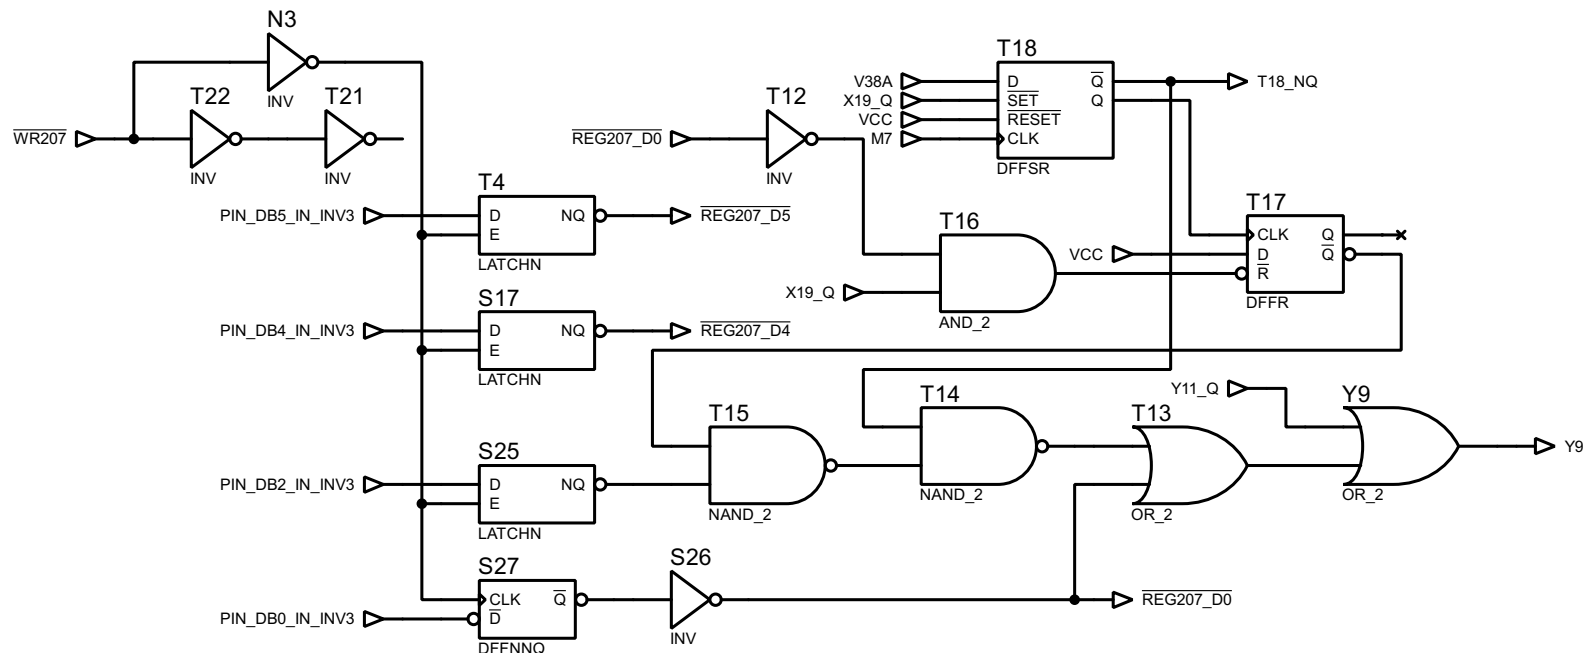 N3
INV
T22
INV
T21
INV
WR207
T12
INV
REG207_D0
T18
V38A
X19_Q
VCC
M7
D
SET
RESET
CLK
Q
Q
DFFSR
T18_NQ
T4
PIN_DB5_IN_INV3
D
E
NQ
LATCHN
REG207_D5
T16
X19_Q
AND_2
T17
VCC
CLK
D
R
Q
Q
DFFR
S17
PIN_DB4_IN_INV3
D
E
NQ
LATCHN
REG207_D4
T15
NAND_2
T14
NAND_2
T13
OR_2
Y11_Q
Y9
OR_2
Y9
S25
PIN_DB2_IN_INV3
D
E
NQ
LATCHN
S27
PIN_DB0_IN_INV3
CLK
D
Q
DFFNNQ
S26
INV
REG207_D0